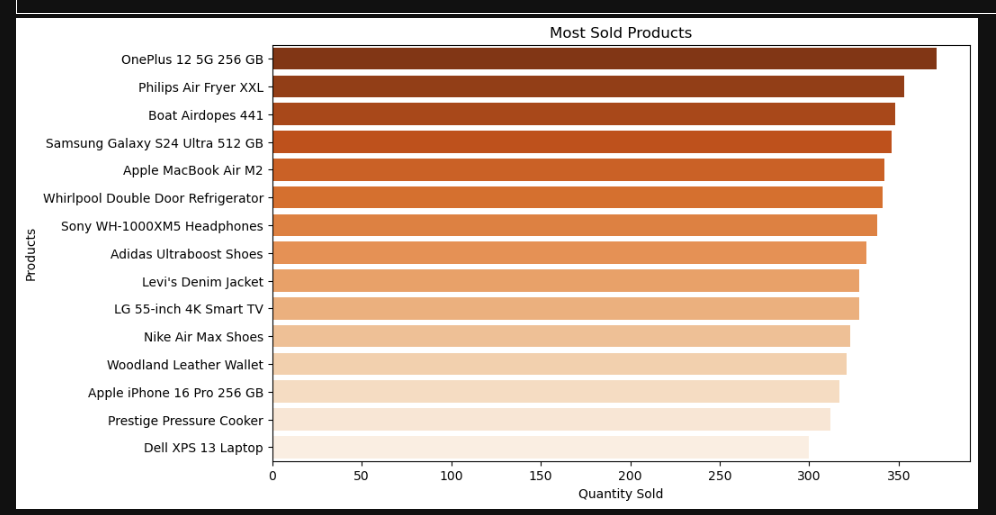 Most Sold Products
OnePlus 12 5G 256 GB
Philips Air Fryer XXL
Boat Airdopes 441
Samsung Galaxy S24 Ultra 512 GB
Apple MacBook Air M2
Whirlpool Double Door Refrigerator
Sony WH-1000XM5 Headphones
Adidas Ultraboost Shoes
Levi's Denim Jacket
LG 55-inch 4K Smart TV
Nike Air Max Shoes
Woodland Leather Wallet
Apple iPhone 16 Pro 256 GB
Prestige Pressure Cooker
Dell XPS 13 Laptop
Products
0 50 100 150 200 250 300 350
Quantity Sold